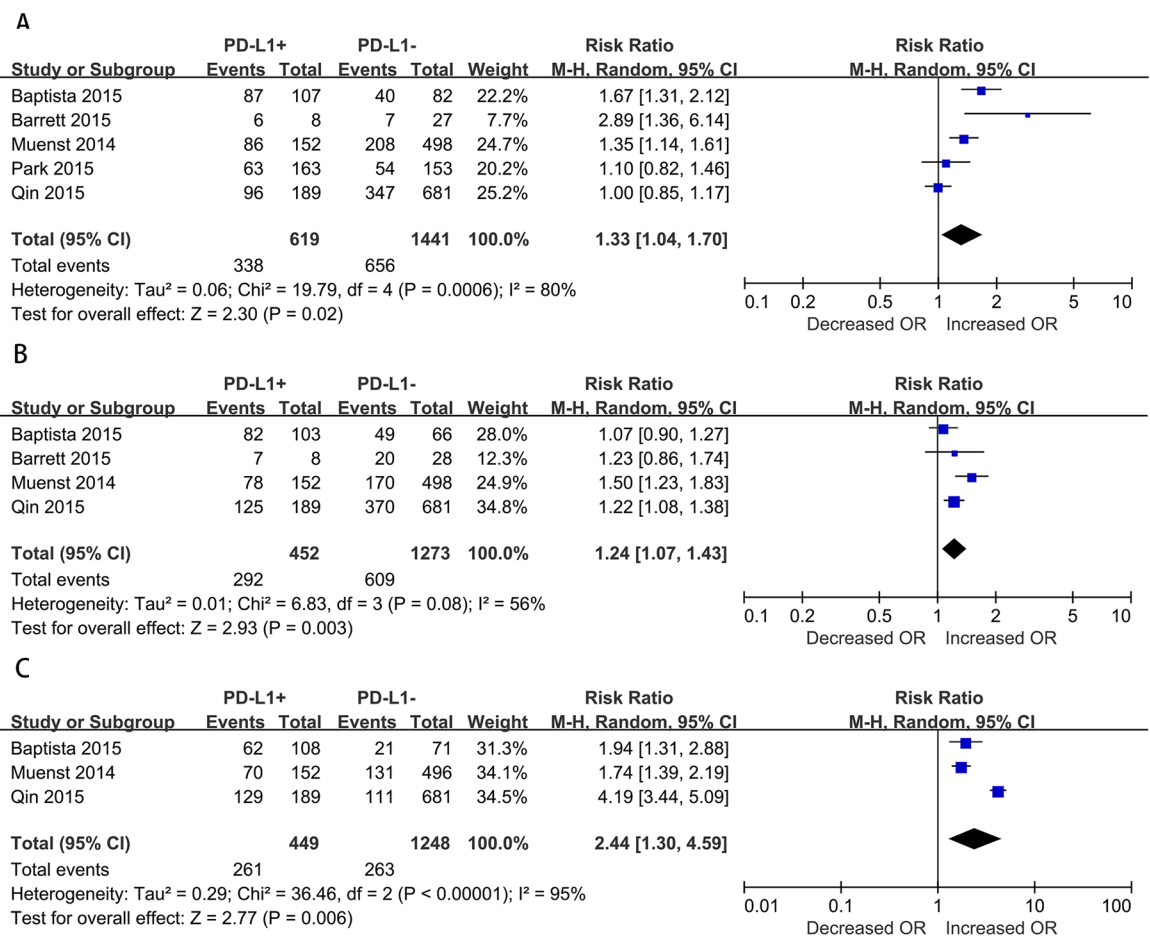 A
PD-L1+ PD-L1- Risk Ratio Risk Ratio
Study or Subgroup Events Total Events Total Weight M-H, Random, 95% CI M-H, Random, 95% CI
Baptista 2015 87 107 40 82 22.2% 1.67 [1.31, 2.12]
Barrett 2015 6 8 7 27 7.7% 2.89 [1.36, 6.14]
Muenst 2014 86 152 208 498 24.7% 1.35 [1.14, 1.61]
Park 2015 63 163 54 153 20.2% 1.10 [0.82, 1.46]
Qin 2015 96 189 347 681 25.2% 1.00 [0.85, 1.17]
Total (95% CI) 619 1441 100.0% 1.33 [1.04, 1.70]
Total events 338 656
Heterogeneity: Tau² = 0.06; Chi² = 19.79, df = 4 (P = 0.0006); I² = 80%
Test for overall effect: Z = 2.30 (P = 0.02)
0.1 0.2 0.5 1 2 5 10
Decreased OR Increased OR
B
PD-L1+ PD-L1- Risk Ratio Risk Ratio
Study or Subgroup Events Total Events Total Weight M-H, Random, 95% CI M-H, Random, 95% CI
Baptista 2015 82 103 49 66 28.0% 1.07 [0.90, 1.27]
Barrett 2015 7 8 20 28 12.3% 1.23 [0.86, 1.74]
Muenst 2014 78 152 170 498 24.9% 1.50 [1.23, 1.83]
Qin 2015 125 189 370 681 34.8% 1.22 [1.08, 1.38]
Total (95% CI) 452 1273 100.0% 1.24 [1.07, 1.43]
Total events 292 609
Heterogeneity: Tau² = 0.01; Chi² = 6.83, df = 3 (P = 0.08); I² = 56%
Test for overall effect: Z = 2.93 (P = 0.003)
0.1 0.2 0.5 1 2 5 10
Decreased OR Increased OR
C
PD-L1+ PD-L1- Risk Ratio Risk Ratio
Study or Subgroup Events Total Events Total Weight M-H, Random, 95% CI M-H, Random, 95% CI
Baptista 2015 62 108 21 71 31.3% 1.94 [1.31, 2.88]
Muenst 2014 70 152 131 496 34.1% 1.74 [1.39, 2.19]
Qin 2015 129 189 111 681 34.5% 4.19 [3.44, 5.09]
Total (95% CI) 449 1248 100.0% 2.44 [1.30, 4.59]
Total events 261 263
Heterogeneity: Tau² = 0.29; Chi² = 36.46, df = 2 (P < 0.00001); I² = 95%
Test for overall effect: Z = 2.77 (P = 0.006)
0.01 0.1 1 10 100
Decreased OR Increased OR